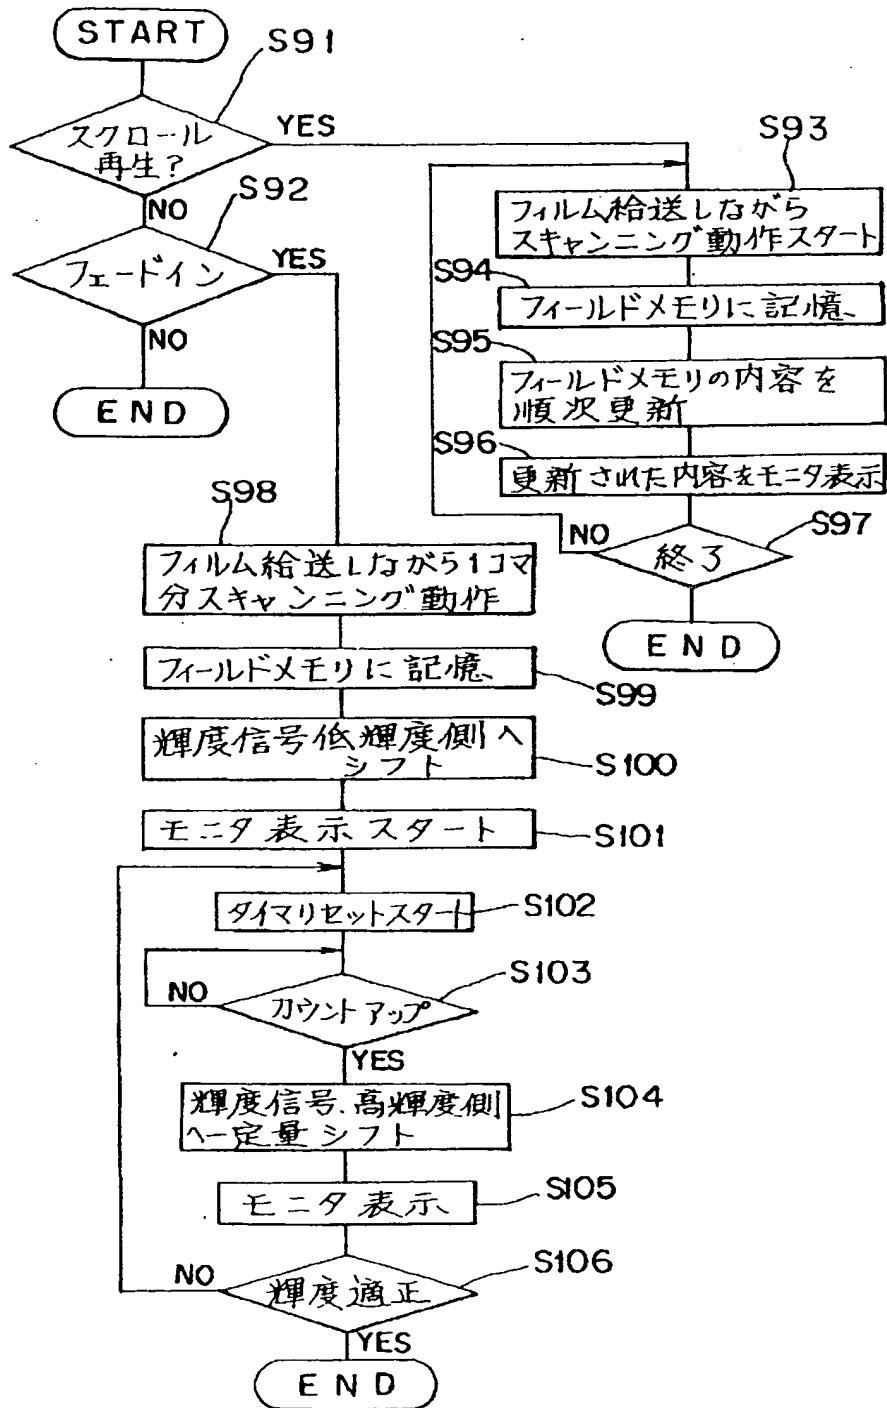 START
S91
スクロール
再生?
YES
NO
S92
フェードイン
YES
NO
END
S93
フィルム給送しながら
スキャンニング動作スタート
S94
フィールドメモリに記憶
S95
フィールドメモリの内容を
順次更新
S96
更新された内容をモニタ表示
S97
NO
終了
END
S98
フィルム給送しながら1コマ
分スキャンニング動作
フィールドメモリに記憶
S99
輝度信号低輝度側へ
シフト
S100
モニタ表示スタート
S101
タイマリセットスタート
S102
S103
NO
カウントアップ
YES
輝度信号、高輝度側
へ一定量シフト
S104
モニタ表示
S105
S106
NO
輝度適正
YES
END